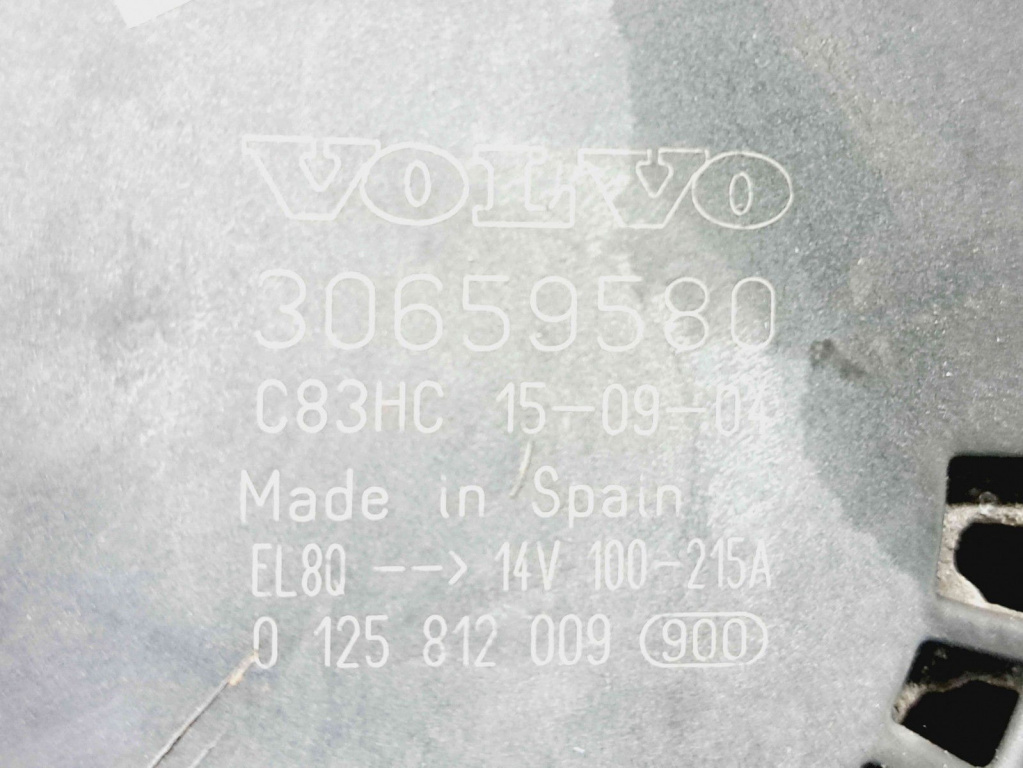 VOLVO
30659580
C83HC 15-09-04
Made in Spain
EL8Q --> 14V 100-215A
0 125 812 009 900